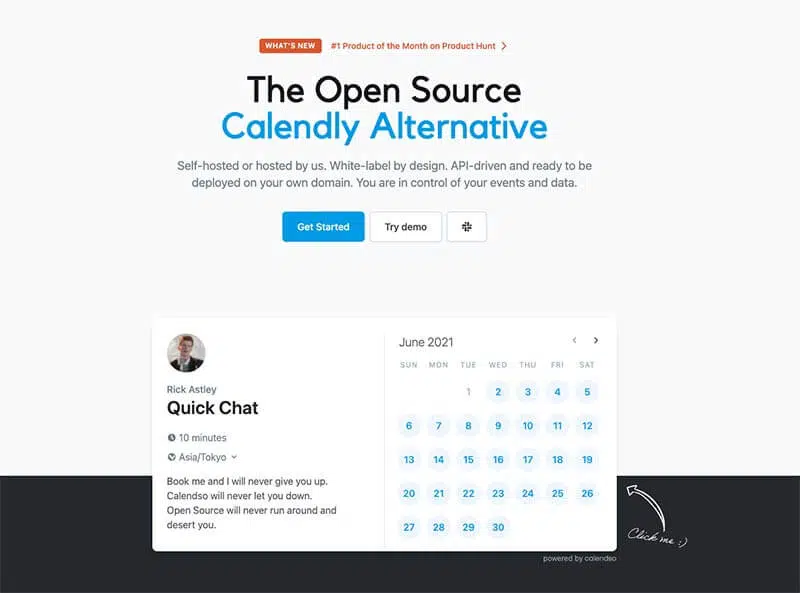 WHAT'S NEW #1 Product of the Month on Product Hunt
The Open Source
Calendly Alternative
Self-hosted or hosted by us. White-label by design. API-driven and ready to be
deployed on your own domain. You are in control of your events and data.
Get Started Try demo
Rick Astley
Quick Chat
10 minutes
Asia/Tokyo
Book me and I will never give you up.
Calendso will never let you down.
Open Source will never run around and
desert you.
June 2021
SUN MON TUE WED THU FRI SAT
1 2 3 4 5
6 7 8 9 10 11 12
13 14 15 16 17 18 19
20 21 22 23 24 25 26
27 28 29 30
Click me :)
powered by calendso